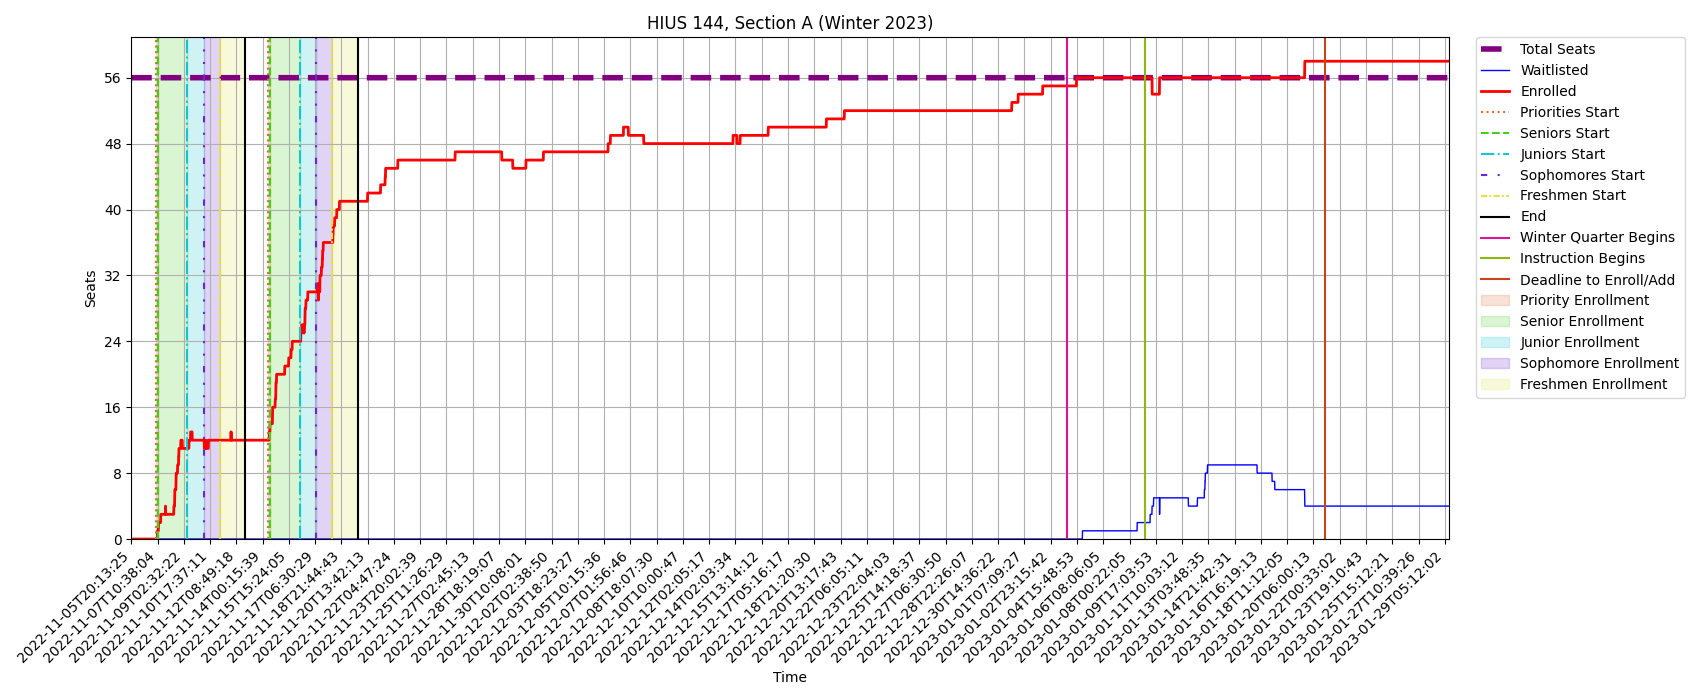 HIUS 144, Section A (Winter 2023)
Seats
56
48
40
32
24
16
8
0
2022-11-05T20:13:25
2022-11-07T10:38:04
2022-11-09T02:32:22
2022-11-10T17:37:11
2022-11-12T08:49:18
2022-11-14T00:15:39
2022-11-15T15:24:05
2022-11-17T06:30:29
2022-11-18T21:44:43
2022-11-20T13:42:13
2022-11-22T04:47:24
2022-11-23T20:02:39
2022-11-25T11:26:29
2022-11-27T02:45:13
2022-11-28T18:19:07
2022-11-30T10:08:01
2022-12-02T02:38:50
2022-12-03T18:23:27
2022-12-05T10:15:36
2022-12-07T01:56:46
2022-12-08T18:07:30
2022-12-10T10:00:47
2022-12-12T02:05:17
2022-12-14T02:03:34
2022-12-15T13:14:12
2022-12-17T05:16:17
2022-12-18T21:20:30
2022-12-20T13:17:43
2022-12-22T06:05:11
2022-12-23T22:04:03
2022-12-25T14:18:37
2022-12-27T06:30:50
2022-12-28T22:26:07
2022-12-30T14:36:22
2023-01-01T07:09:27
2023-01-02T23:15:42
2023-01-04T15:48:53
2023-01-06T08:06:05
2023-01-08T00:22:05
2023-01-09T17:03:52
2023-01-11T10:03:12
2023-01-13T03:48:35
2023-01-14T21:42:31
2023-01-16T16:19:13
2023-01-18T11:12:05
2023-01-20T06:00:13
2023-01-22T00:33:02
2023-01-23T19:10:43
2023-01-25T15:12:21
2023-01-27T10:39:26
2023-01-29T05:12:02
Time
Total Seats
Waitlisted
Enrolled
Priorities Start
Seniors Start
Juniors Start
Sophomores Start
Freshmen Start
End
Winter Quarter Begins
Instruction Begins
Deadline to Enroll/Add
Priority Enrollment
Senior Enrollment
Junior Enrollment
Sophomore Enrollment
Freshmen Enrollment